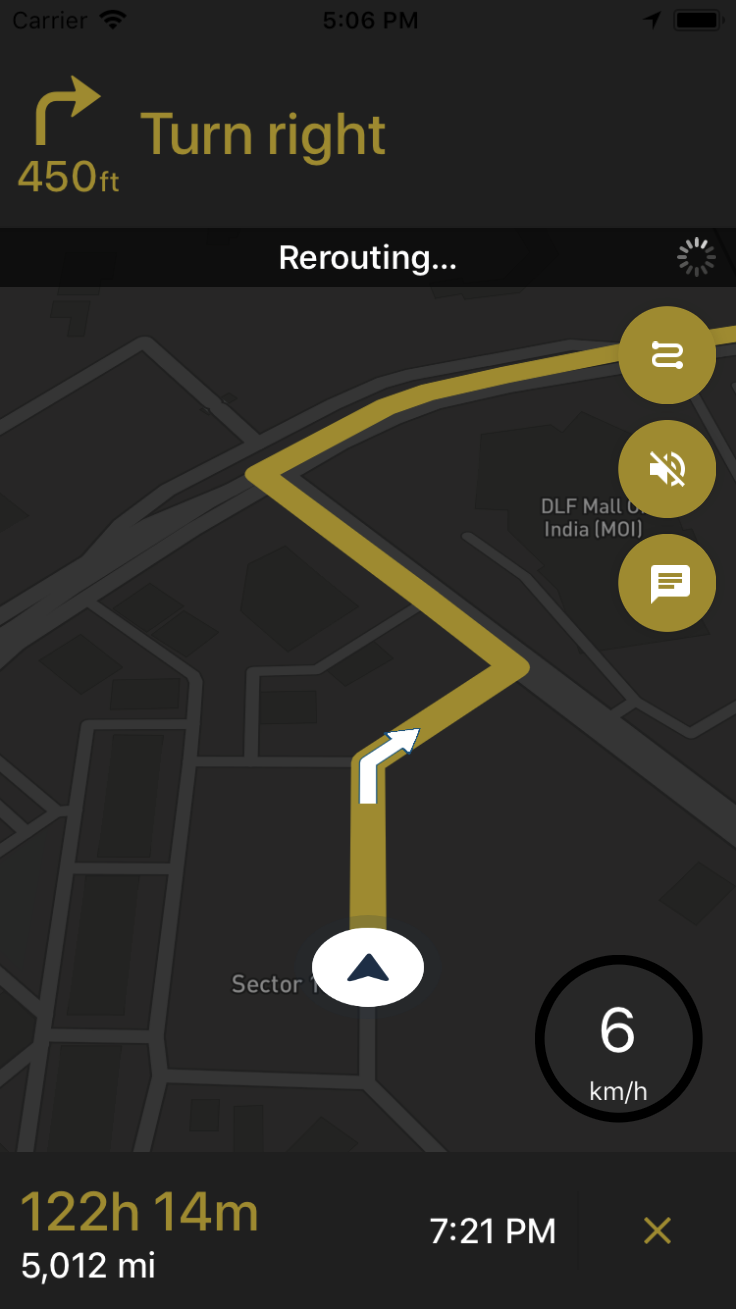 Carrier 5:06 PM
Turn right
450ft
Rerouting...
DLF Mall
India (MOI)
Sector
6
km/h
122h 14m
7:21 PM
5,012 mi